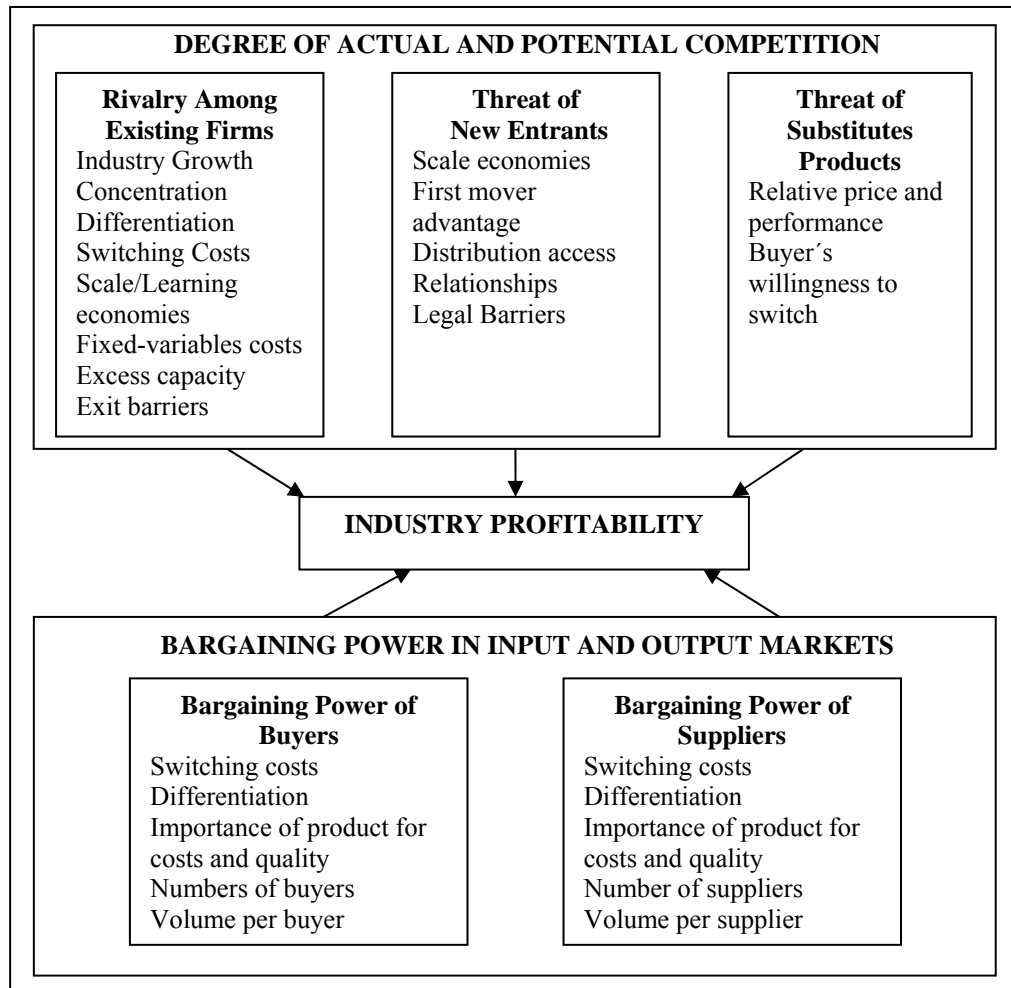 DEGREE OF ACTUAL AND POTENTIAL COMPETITION
Rivalry Among
Existing Firms
Industry Growth
Concentration
Differentiation
Switching Costs
Scale/Learning
economies
Fixed-variables costs
Excess capacity
Exit barriers
Threat of
New Entrants
Scale economies
First mover
advantage
Distribution access
Relationships
Legal Barriers
Threat of
Substitutes
Products
Relative price and
performance
Buyer´s
willingness to
switch
INDUSTRY PROFITABILITY
BARGAINING POWER IN INPUT AND OUTPUT MARKETS
Bargaining Power of
Buyers
Switching costs
Differentiation
Importance of product for
costs and quality
Numbers of buyers
Volume per buyer
Bargaining Power of
Suppliers
Switching costs
Differentiation
Importance of product for
costs and quality
Number of suppliers
Volume per supplier